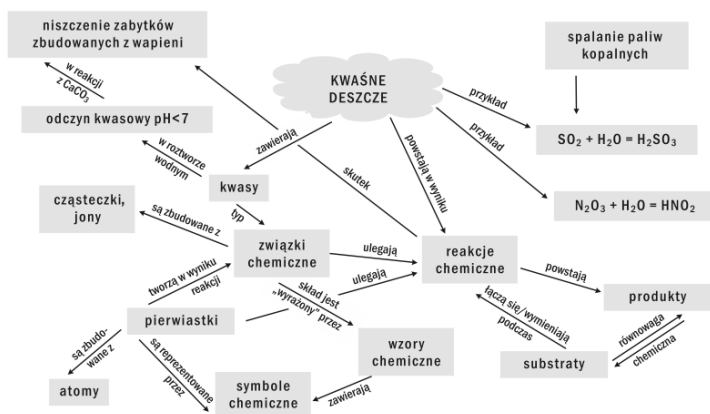 niszczenie zabytków
zbudowanych z wapieni
KWAŚNE
DESZCZE
spalanie paliw
kopalnych
w reakcji
z CaCO₃
przykład
odczyn kwasowy pH<7
zawierają
przykład
SO₂ + H₂O = H₂SO₃
w roztworze
wodnym
powstają w wyniku
skutek
kwasy
cząsteczki,
jony
typ
N₂O₃ + H₂O = HNO₂
są zbudowane z
związki
chemiczne
ulegają
reakcje
chemiczne
powstają
tworzą w wyniku
reakcji
ulegają
produkty
skład jest
„wyrażony” przez
łączą się/wymieniają
podczas
pierwiastki
równowaga
chemiczna
są zbudo-
wane z
wzory
chemiczne
substraty
są reprezentowane
przez
atomy
symbole
chemiczne
zawierają